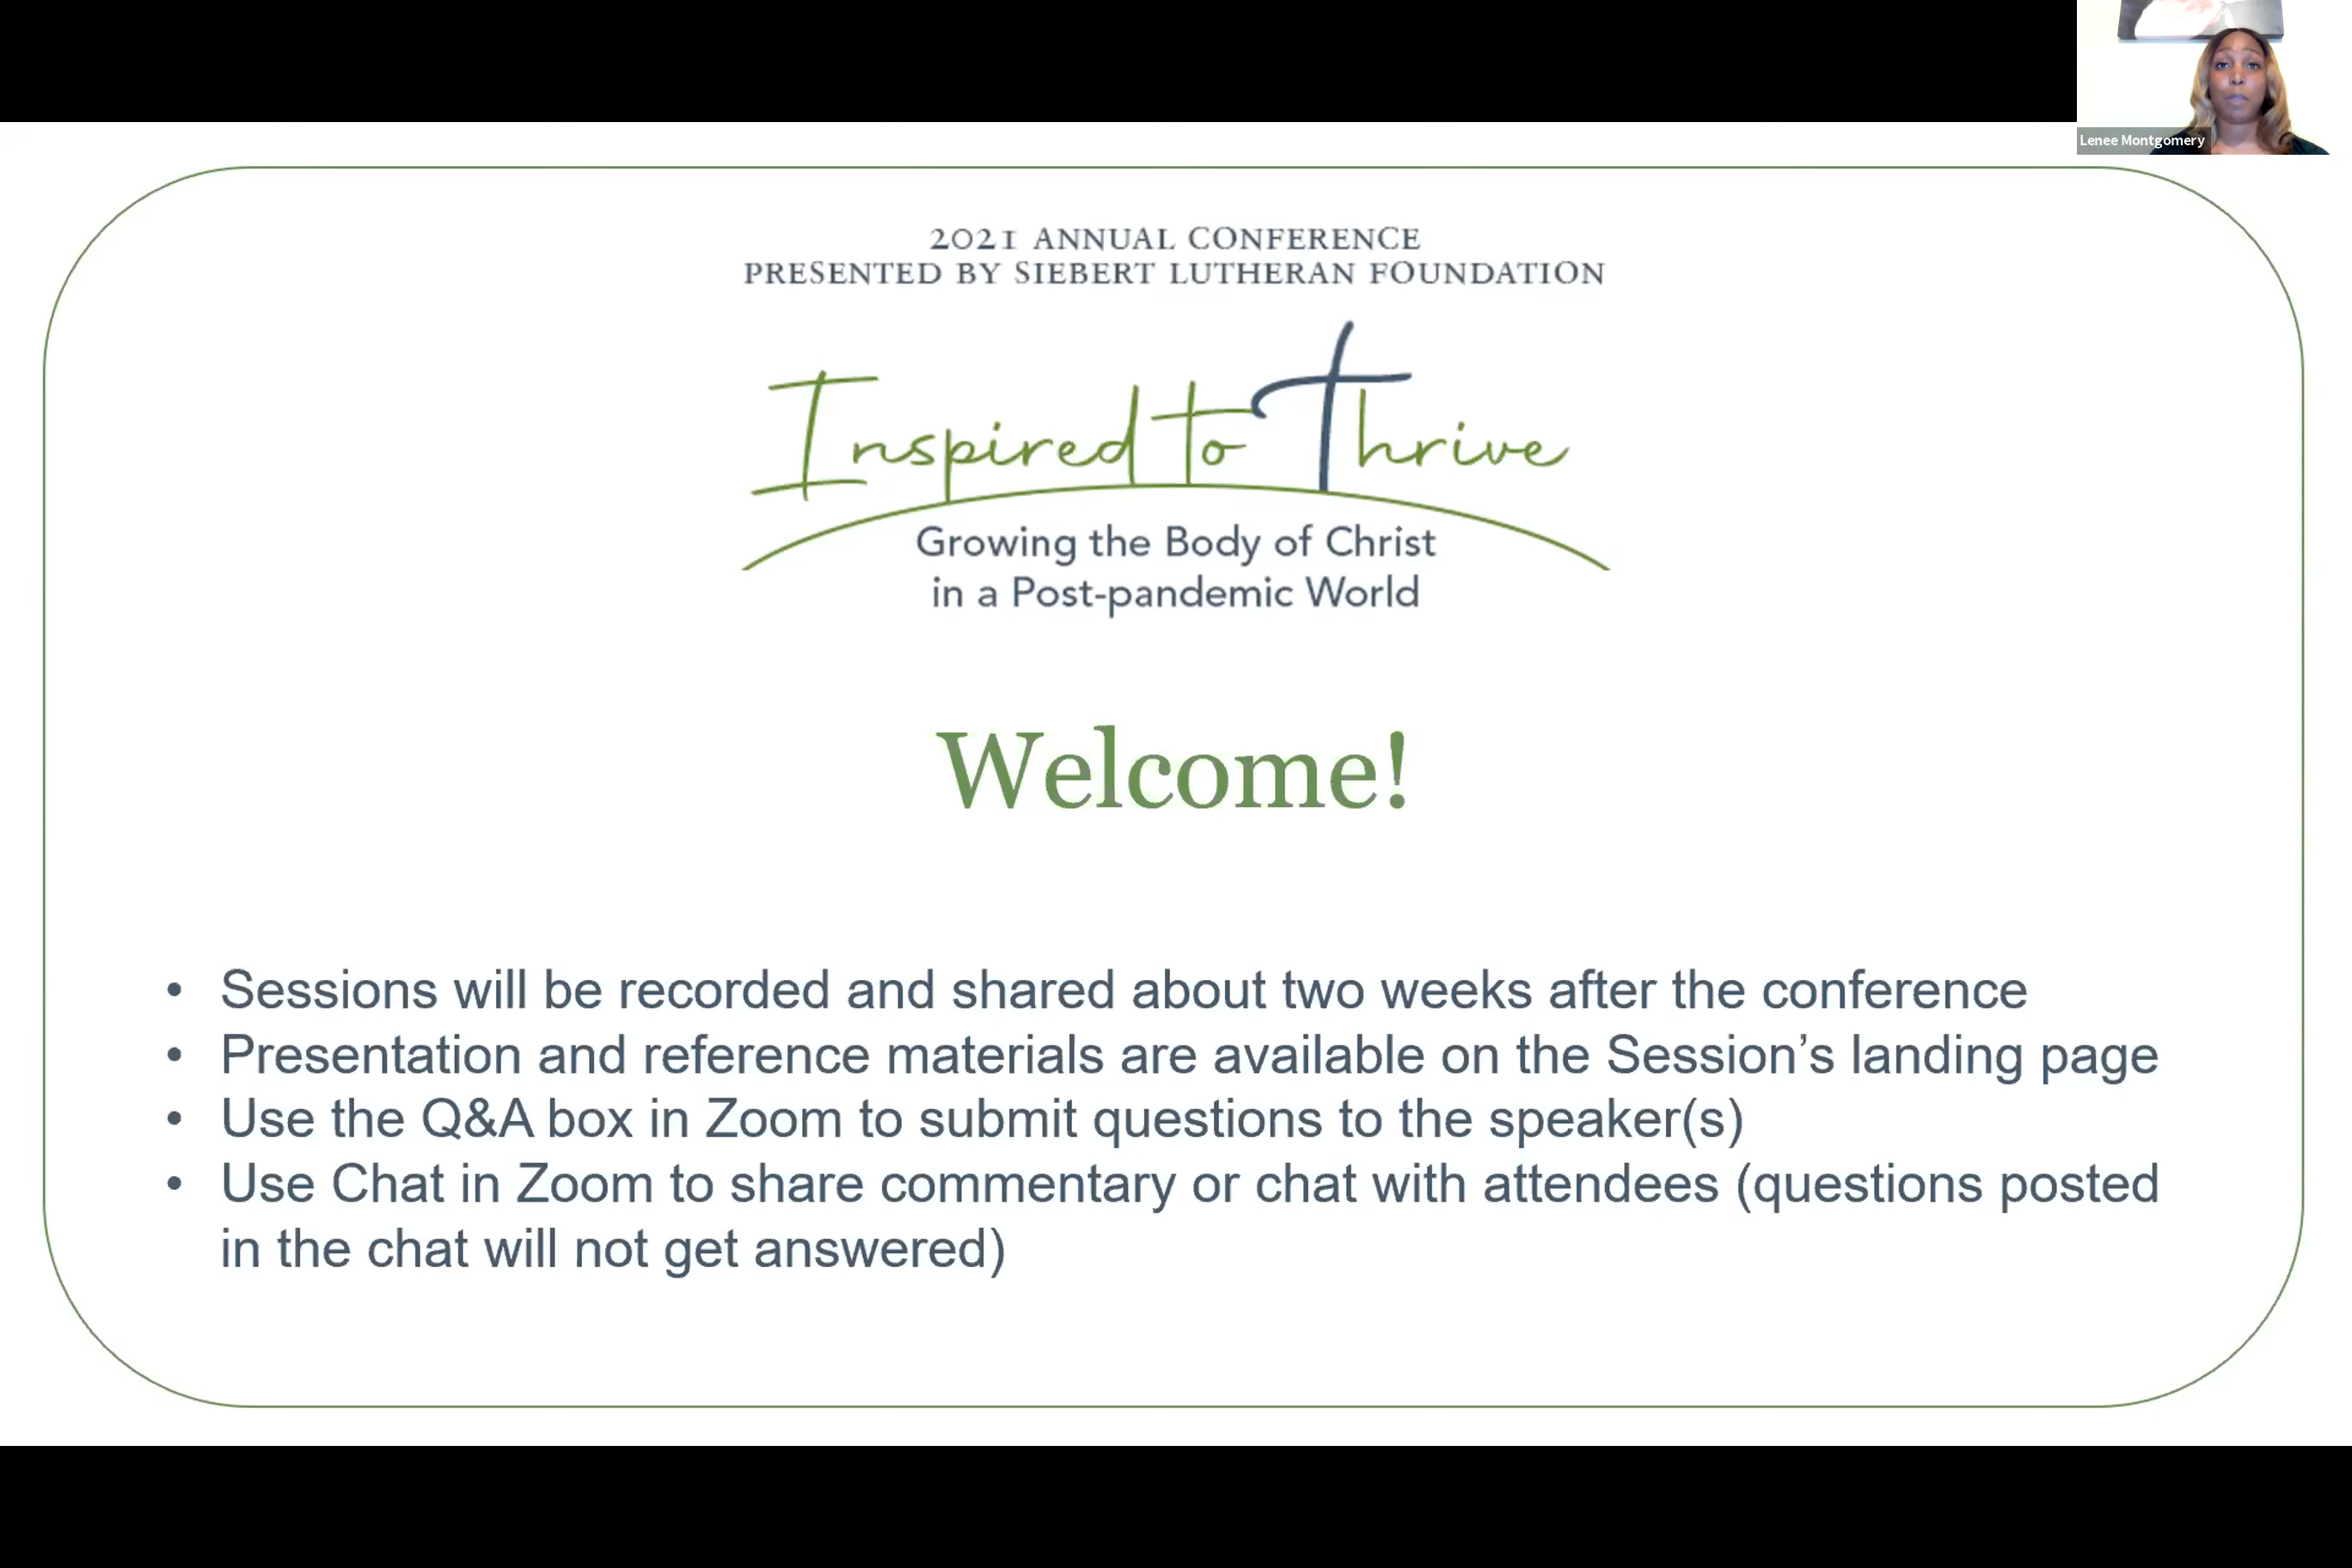 Lenee Montgomery
2021 ANNUAL CONFERENCE
PRESENTED BY SIEBERT LUTHERAN FOUNDATION
Inspired to Thrive
Growing the Body of Christ
in a Post-pandemic World
Welcome!
• Sessions will be recorded and shared about two weeks after the conference
• Presentation and reference materials are available on the Session’s landing page
• Use the Q&A box in Zoom to submit questions to the speaker(s)
• Use Chat in Zoom to share commentary or chat with attendees (questions posted
in the chat will not get answered)